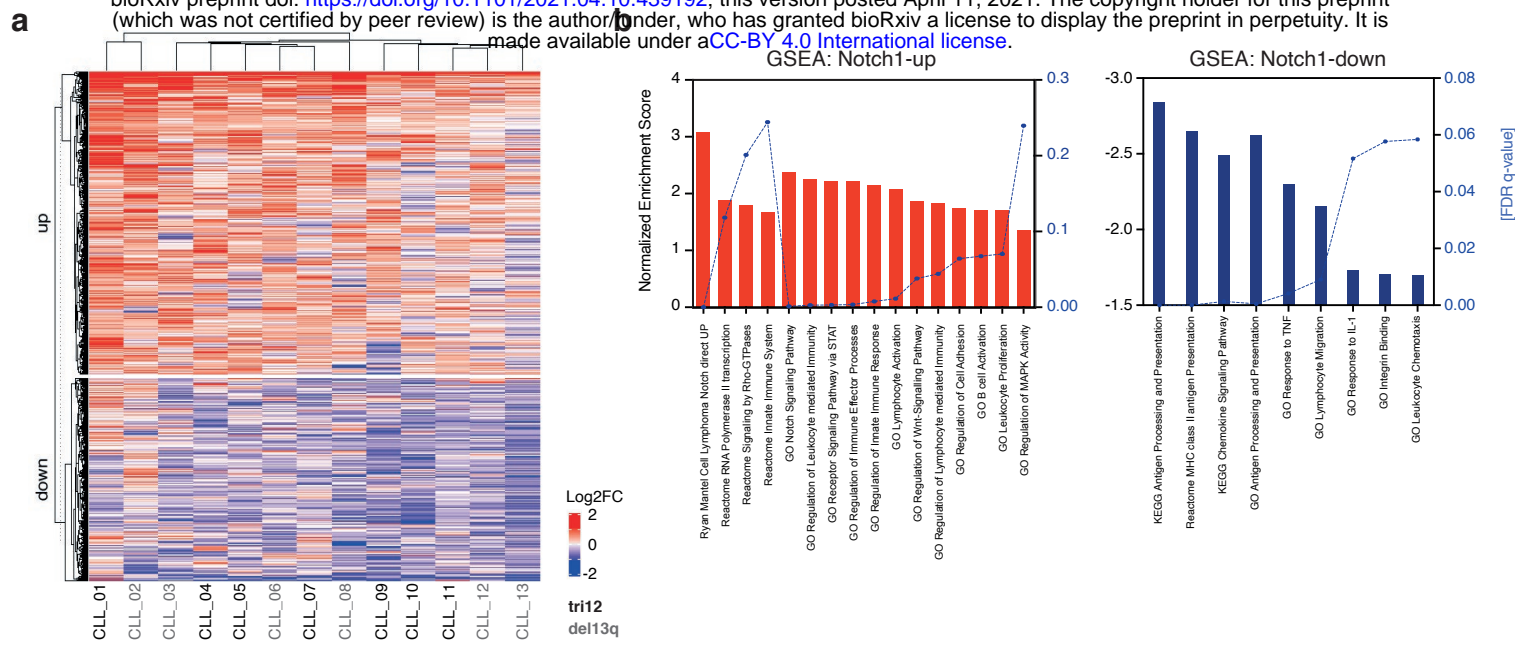 bioRxiv preprint doi: https://doi.org/10.1101/2021.04.10.439192; this version posted April 11, 2021. The copyright holder for this preprint
(which was not certified by peer review) is the author/funder, who has granted bioRxiv a license to display the preprint in perpetuity. It is
made available under aCC-BY 4.0 International license.
a
up
down
CLL_01
CLL_02
CLL_03
CLL_04
CLL_05
CLL_06
CLL_07
CLL_08
CLL_09
CLL_10
CLL_11
CLL_12
CLL_13
Log2FC
2
0
-2
tri12
del13q
b
GSEA: Notch1-up
Normalized Enrichment Score
4
3
2
1
0
0.3
0.2
0.1
0.00
Ryan Mantel Cell Lymphoma Notch direct UP
Reactome RNA Polymerase II transcription
Reactome Signaling by Rho-GTPases
Reactome Innate Immune System
GO Notch Signaling Pathway
GO Regulation of Leukocyte mediated Immunity
GO Receptor Signaling Pathway via STAT
GO Regulation of Immune Effector Processes
GO Regulation of Innate Immune Response
GO Lymphocyte Activation
GO Regulation of Wnt-Signalling Pathway
GO Regulation of Lymphocyte mediated Immunity
GO Regulation of Cell Adhesion
GO B cell Activation
GO Leukocyte Proliferation
GO Regulation of MAPK Activity
GSEA: Notch1-down
-3.0
-2.5
-2.0
-1.5
0.08
0.06
0.04
0.02
0.00
[FDR q-value]
KEGG Antigen Processing and Presentation
Reactome MHC Class II antigen Presentation
KEGG Chemokine Signaling Pathway
GO Antigen Processing and Presentation
GO Response to TNF
GO Lymphocyte Migration
GO Response to IL-1
GO Integrin Binding
GO Leukocyte Chemotaxis